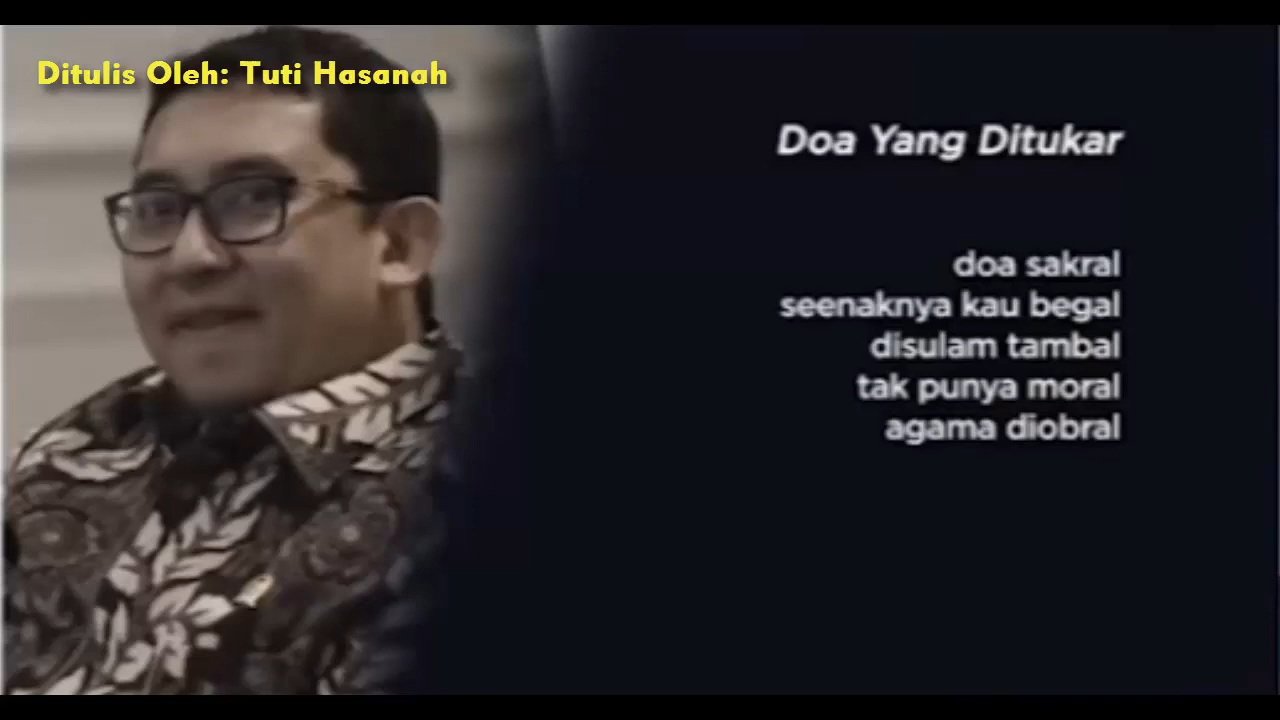 Ditulis Oleh: Tuti Hasanah
Doa Yang Ditukar
doa sakral
seenaknya kau begal
disulam tambal
tak punya moral
agama diobral